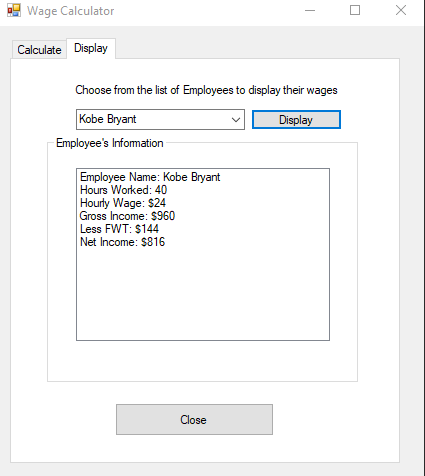 Wage Calculator
Calculate Display
Choose from the list of Employees to display their wages
Kobe Bryant Display
Employee's Information
Employee Name: Kobe Bryant
Hours Worked: 40
Hourly Wage: $24
Gross Income: $960
Less FWT: $144
Net Income: $816
Close